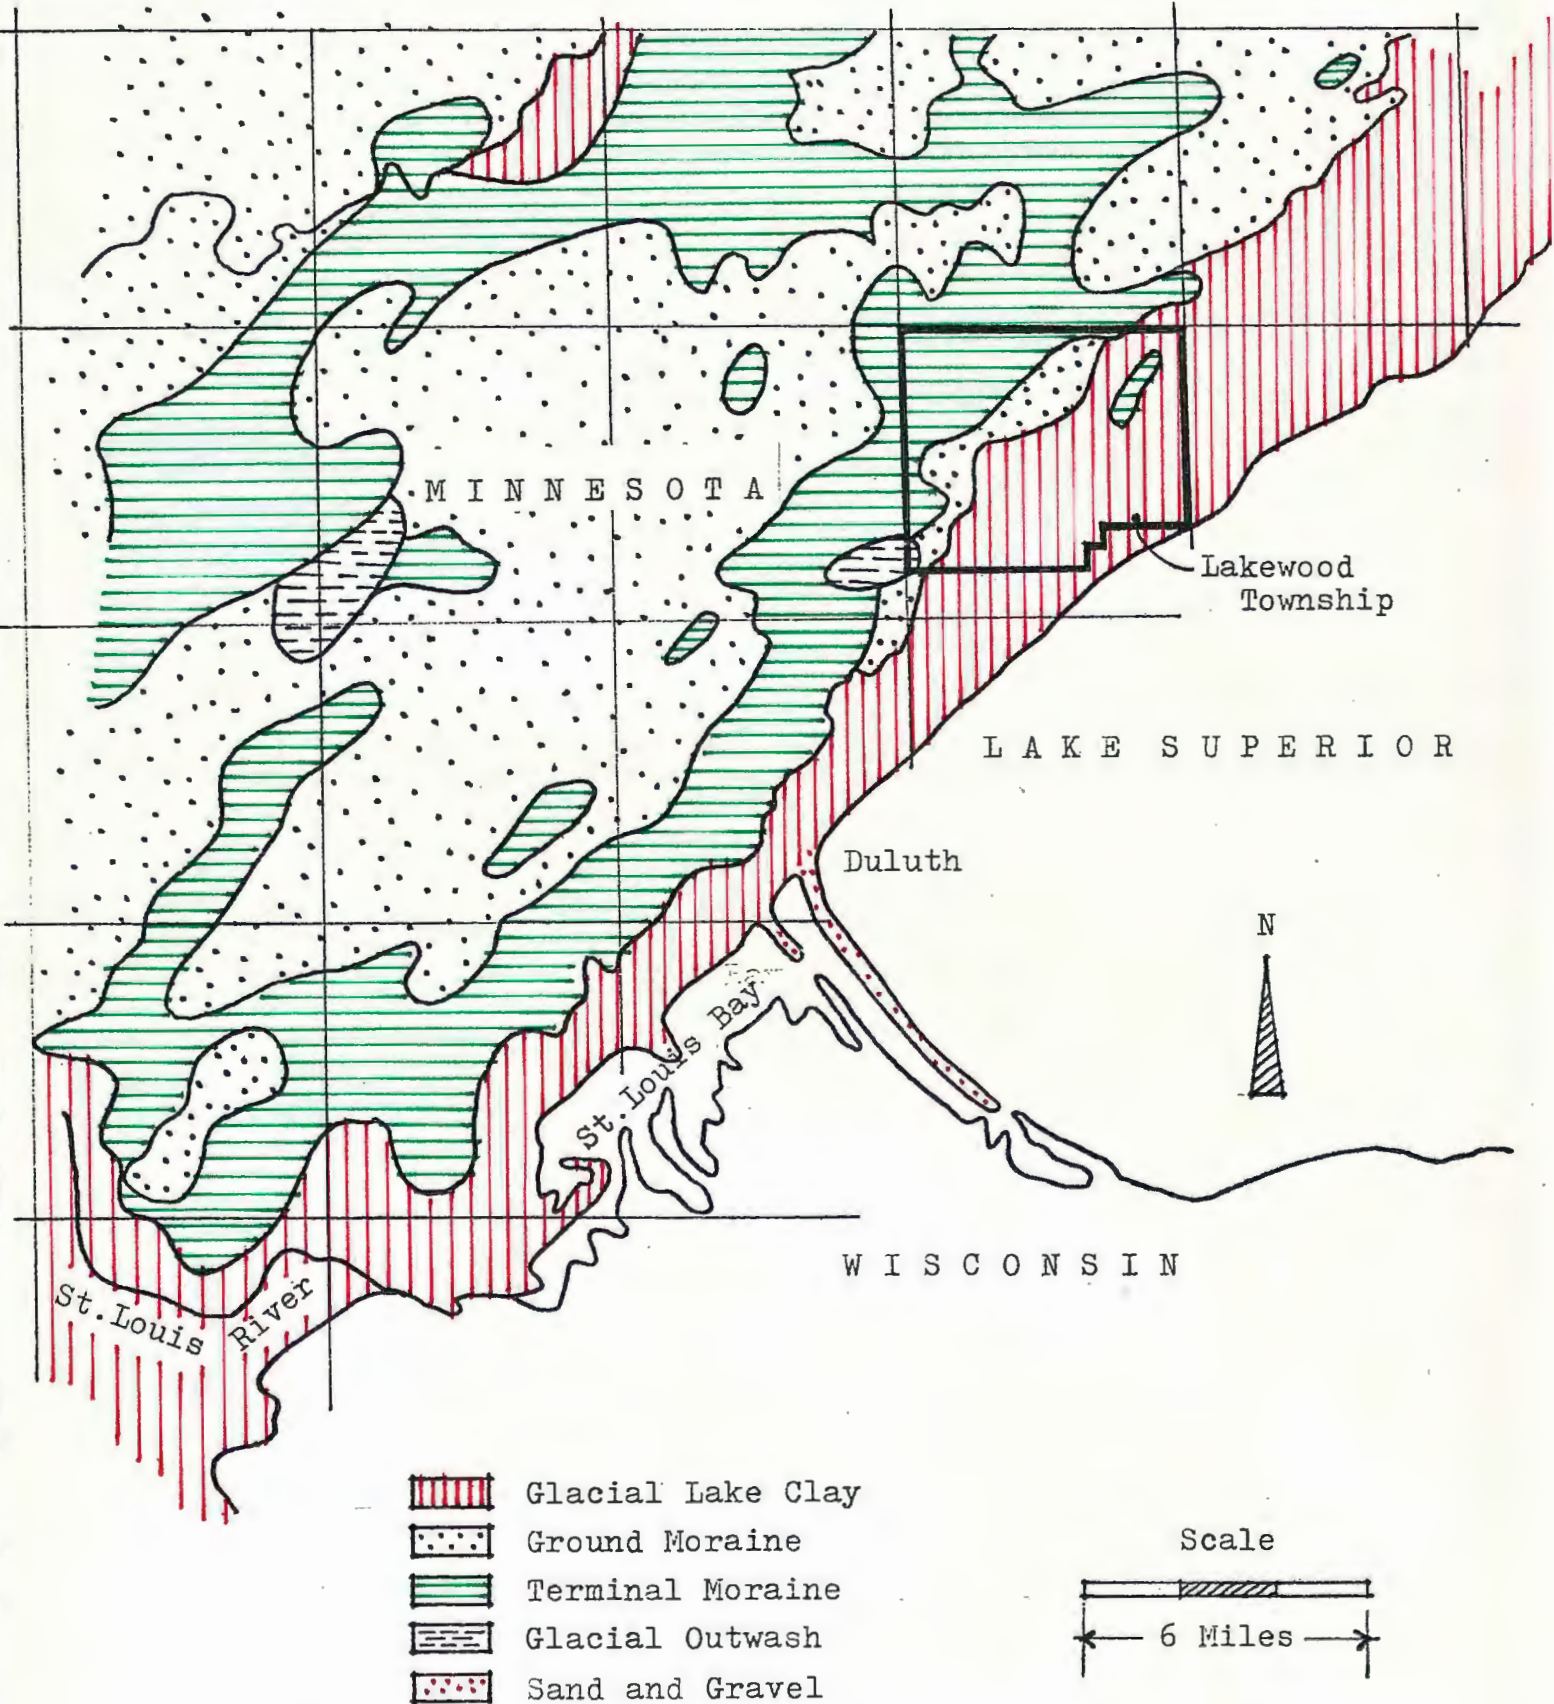 MINNESOTA
Lakewood
Township
LAKE SUPERIOR
Duluth
N
St. Louis Bay
WISCONSIN
St. Louis River
Glacial Lake Clay
Ground Moraine
Terminal Moraine
Glacial Outwash
Sand and Gravel
Scale
6 Miles